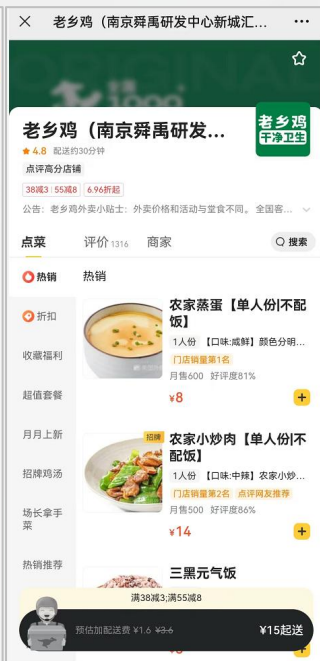 老乡鸡（南京舜禹研发中心新城汇...
老乡鸡（南京舜禹研发...
老乡鸡
干净卫生
4.8 配送约30分钟
点评高分店铺
38减3 55减8 6.96折起
公告：老乡鸡外卖小贴士：外卖价格和活动与堂食不同。全国客...
点菜 评价 1316 商家 搜索
热销
热销
折扣
收藏福利
超值套餐
月月上新
招牌鸡汤
场长拿手菜
热销推荐
农家蒸蛋【单人份|不配饭】
1人份 【口味:咸鲜】颜色分明...
门店销量第1名
月售600 好评度81%
¥8
招牌
农家小炒肉【单人份|不配饭】
1人份 【口味:中辣】农家小炒...
门店销量第2名 点评网友推荐
月售500 好评度86%
¥14
三黑元气饭
满38减3;满55减8
预估加配送费 ¥1.6 ¥3.6
¥15起送